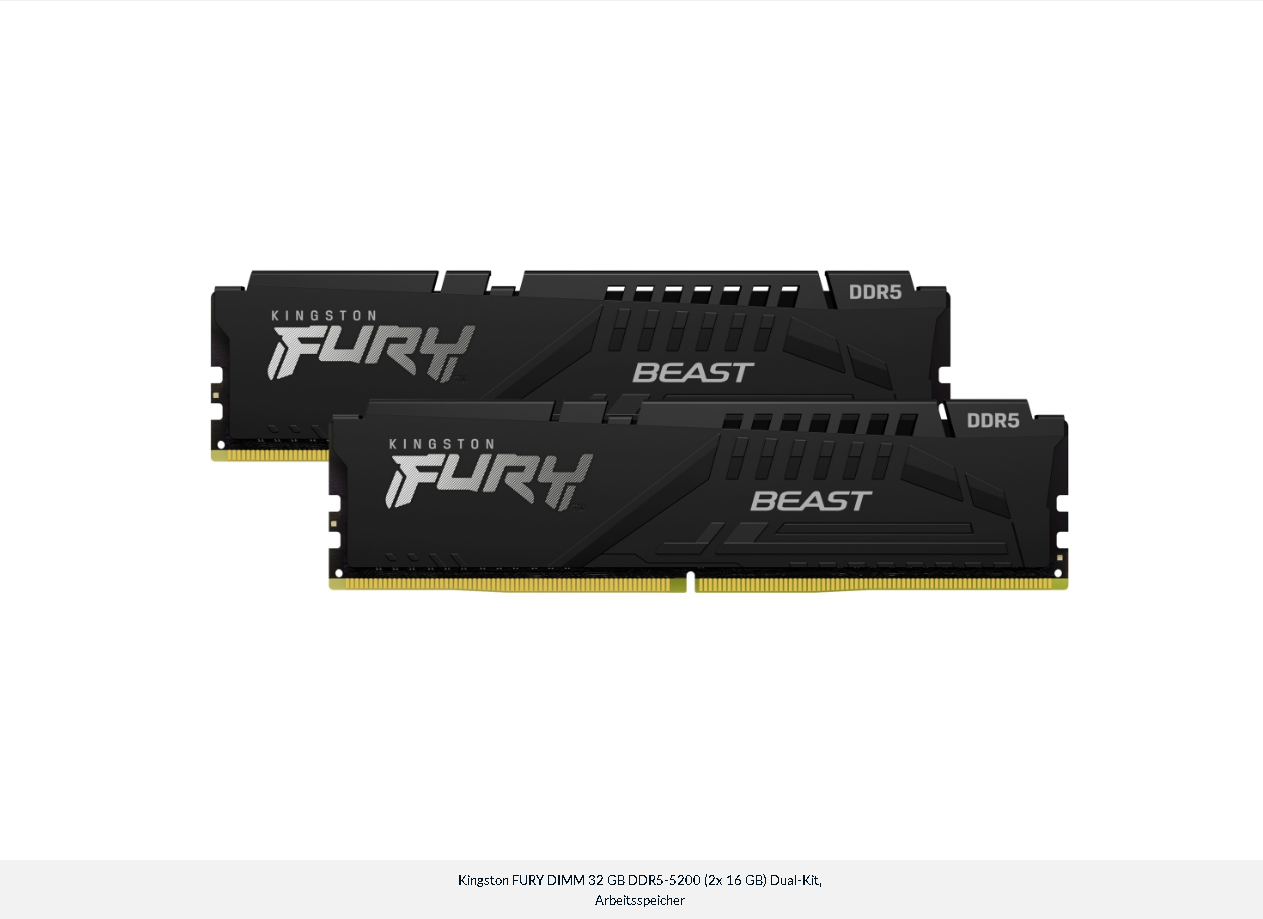 DDR5
KINGSTON
FURY
BEAST
DDR5
KINGSTON
FURY
BEAST
Kingston FURY DIMM 32 GB DDR5-5200 (2x 16 GB) Dual-Kit,
Arbeitsspeicher